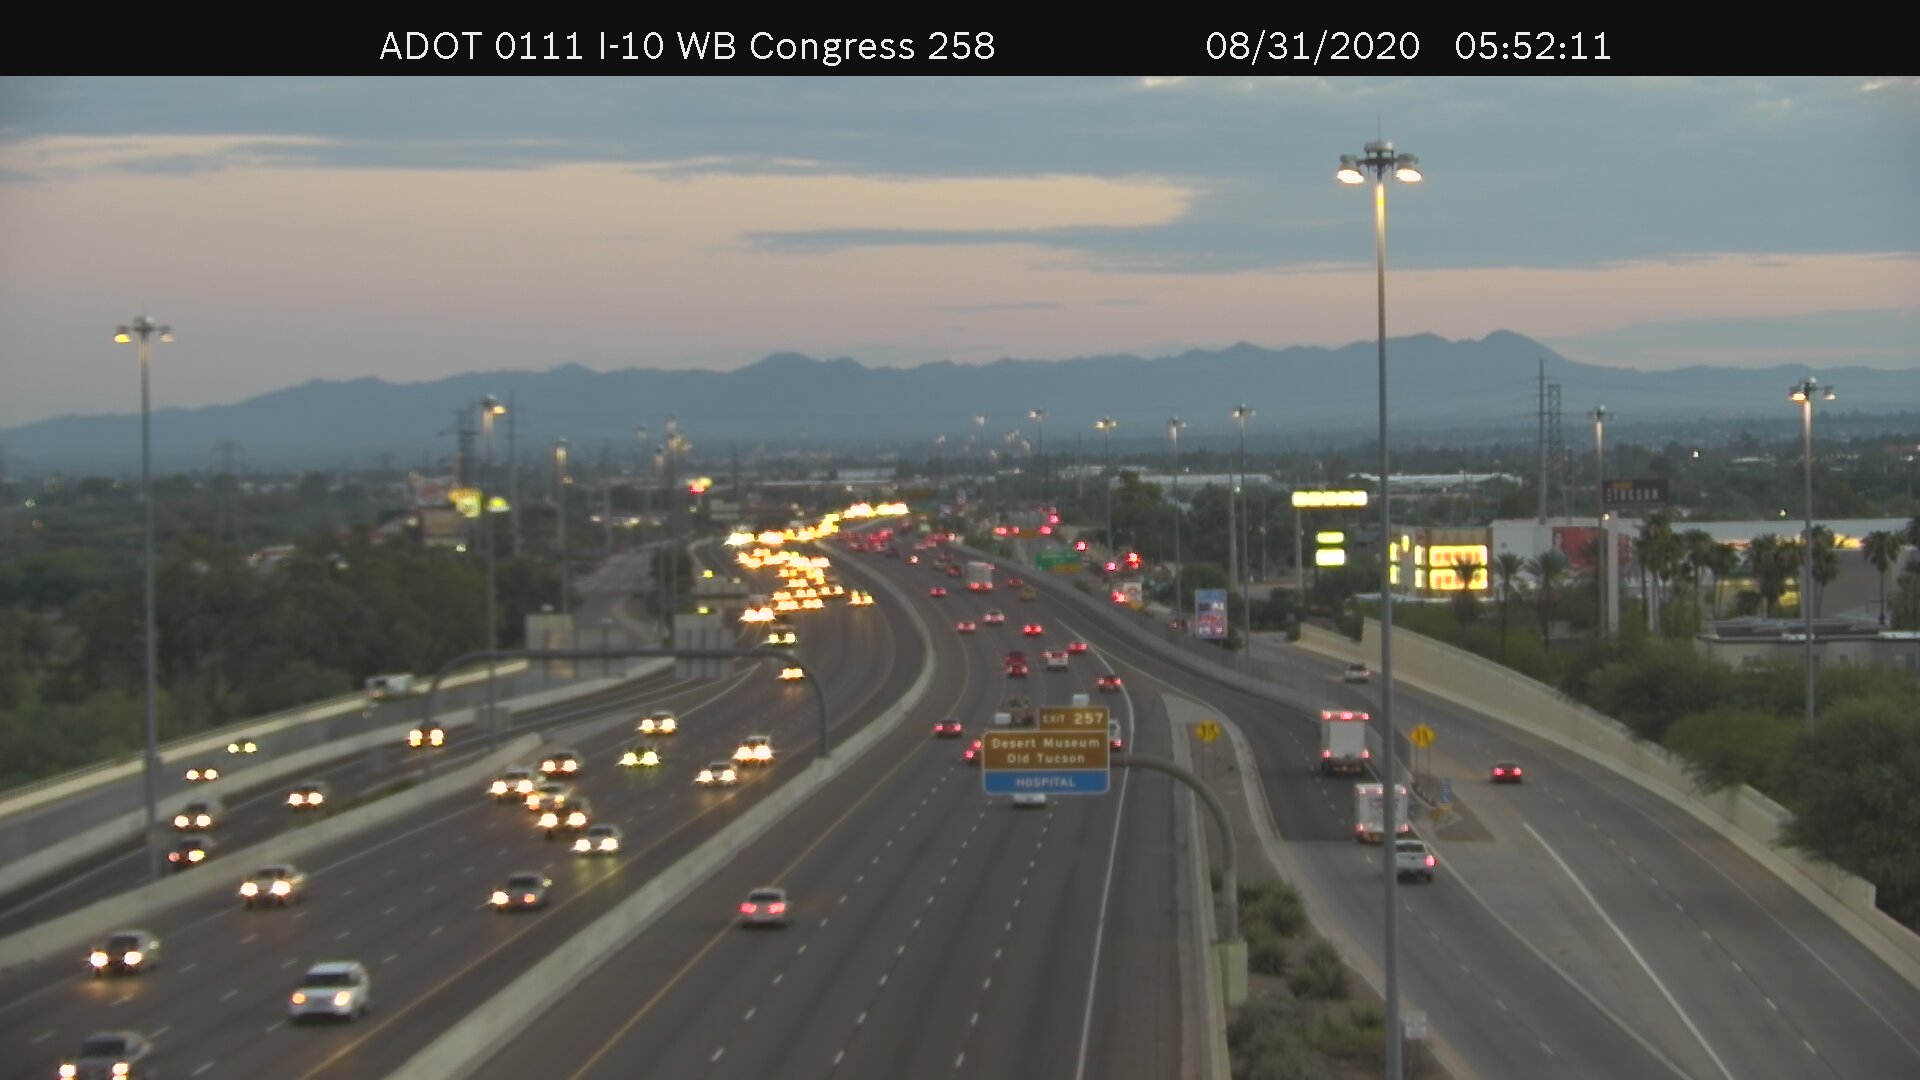 ADOT 0111 I-10 WB Congress 258 08/31/2020 05:52:11
EXIT 257
Desert Museum
Old Tucson
HOSPITAL